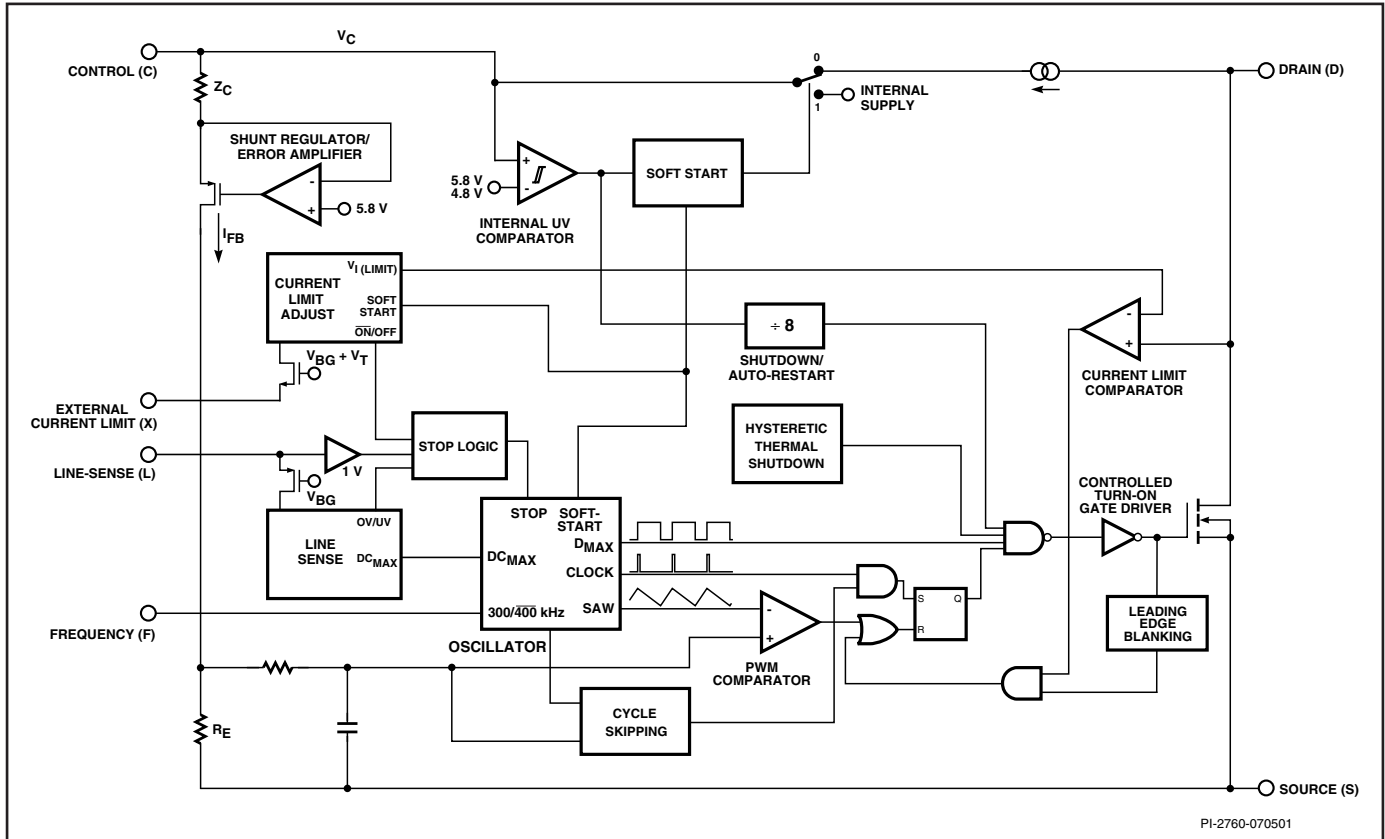 CONTROL (C)
VC
ZC
SHUNT REGULATOR/
ERROR AMPLIFIER
-
+
5.8 V
IFB
+
-
5.8 V
4.8 V
INTERNAL UV
COMPARATOR
SOFT START
0
1
INTERNAL
SUPPLY
DRAIN (D)
VI (LIMIT)
CURRENT
LIMIT
ADJUST
SOFT
START
ON/OFF
VBG + VT
÷ 8
SHUTDOWN/
AUTO-RESTART
-
+
CURRENT LIMIT
COMPARATOR
EXTERNAL
CURRENT LIMIT (X)
LINE-SENSE (L)
1 V
STOP LOGIC
HYSTERETIC
THERMAL
SHUTDOWN
VBG
OV/UV
LINE
SENSE
DCMAX
STOP
SOFT-
START
DMAX
DCMAX
CLOCK
SAW
300/400 kHz
OSCILLATOR
FREQUENCY (F)
-
+
PWM
COMPARATOR
S
Q
R
CONTROLLED
TURN-ON
GATE DRIVER
LEADING
EDGE
BLANKING
RE
CYCLE
SKIPPING
SOURCE (S)
PI-2760-070501